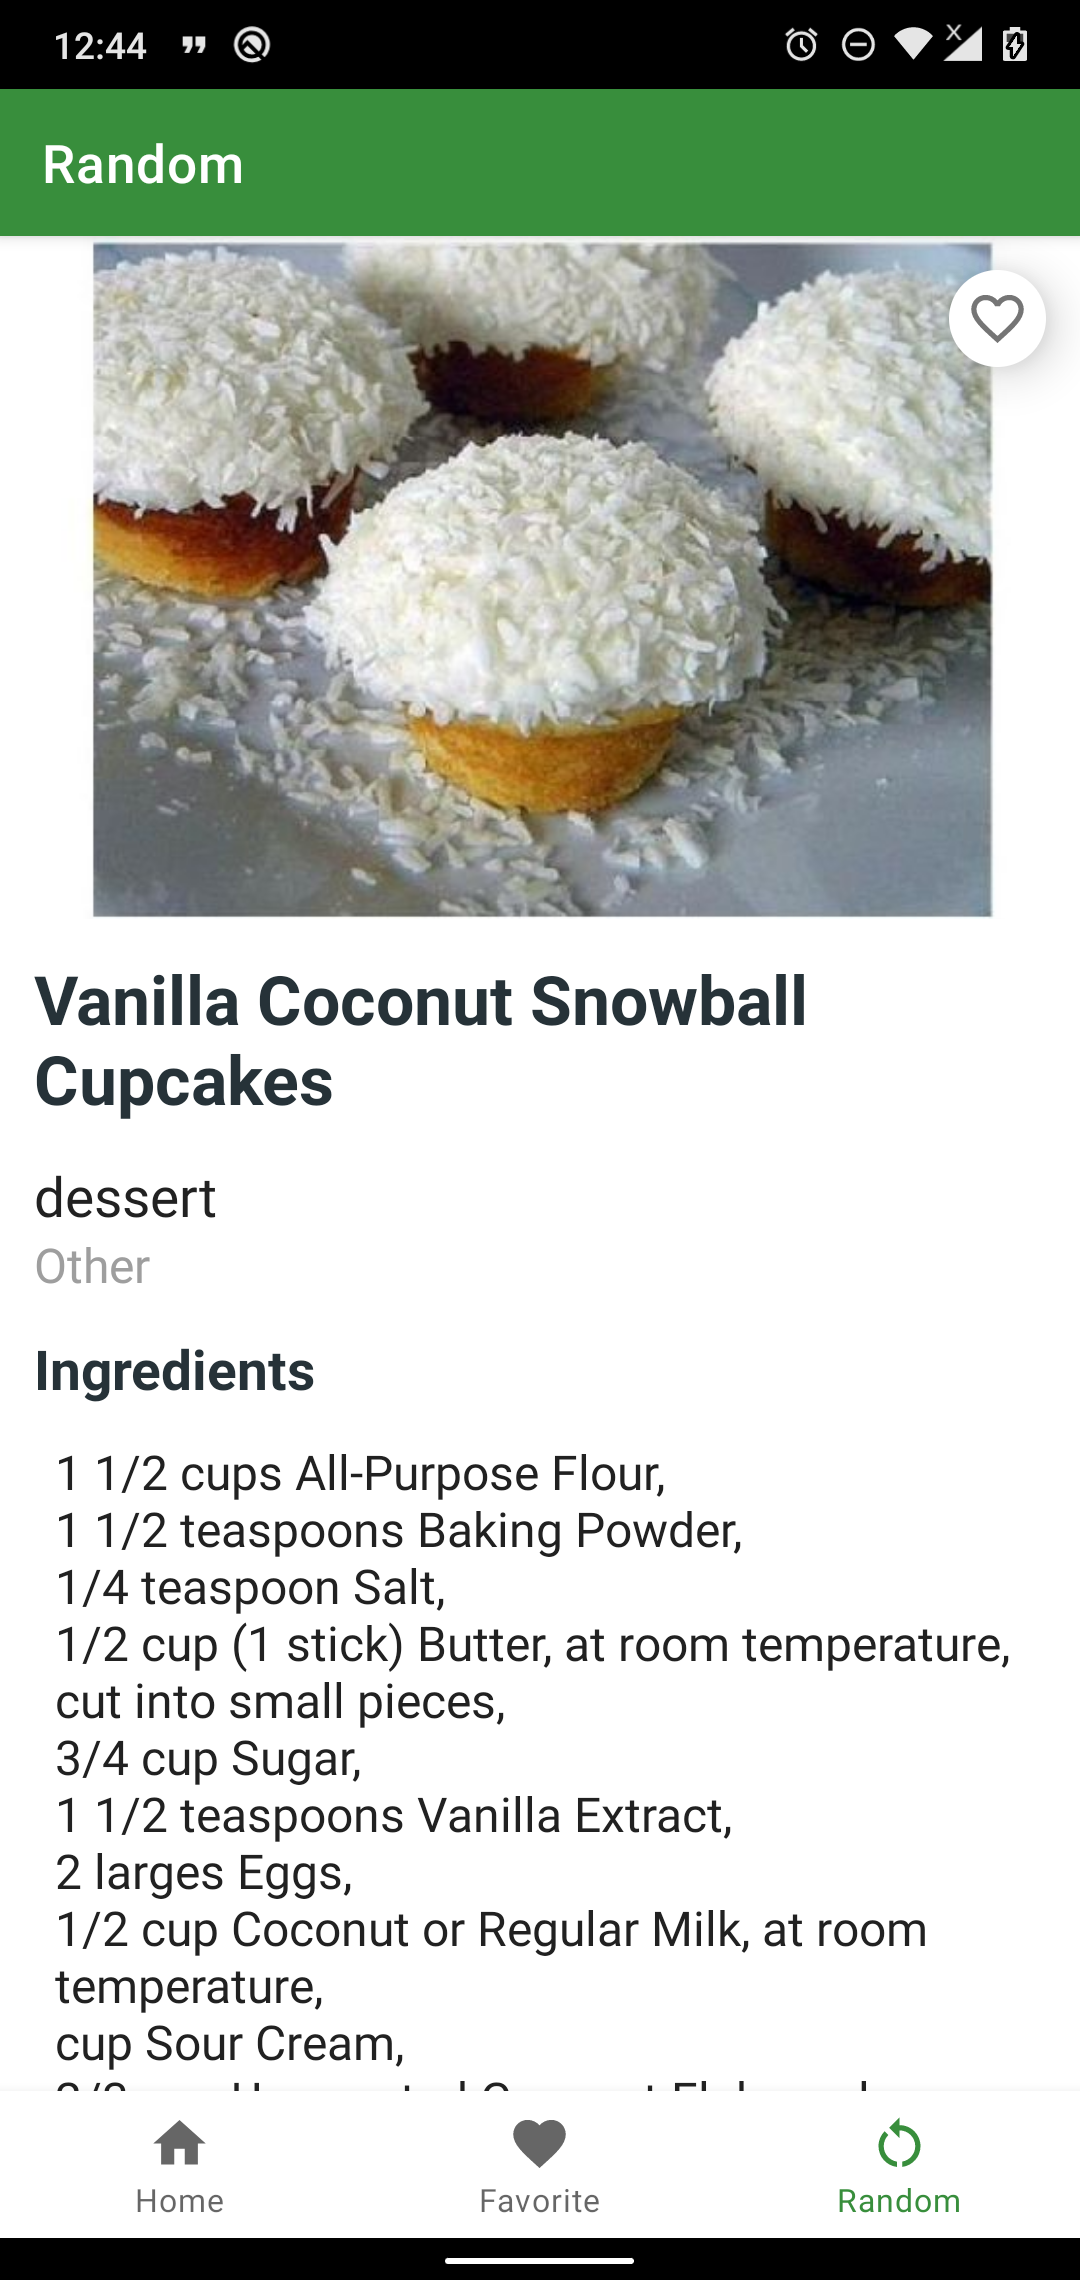 12:44
Random
Vanilla Coconut Snowball
Cupcakes
dessert
Other
Ingredients
1 1/2 cups All-Purpose Flour,
1 1/2 teaspoons Baking Powder,
1/4 teaspoon Salt,
1/2 cup (1 stick) Butter, at room temperature,
cut into small pieces,
3/4 cup Sugar,
1 1/2 teaspoons Vanilla Extract,
2 larges Eggs,
1/2 cup Coconut or Regular Milk, at room
temperature,
cup Sour Cream,
Home
Favorite
Random